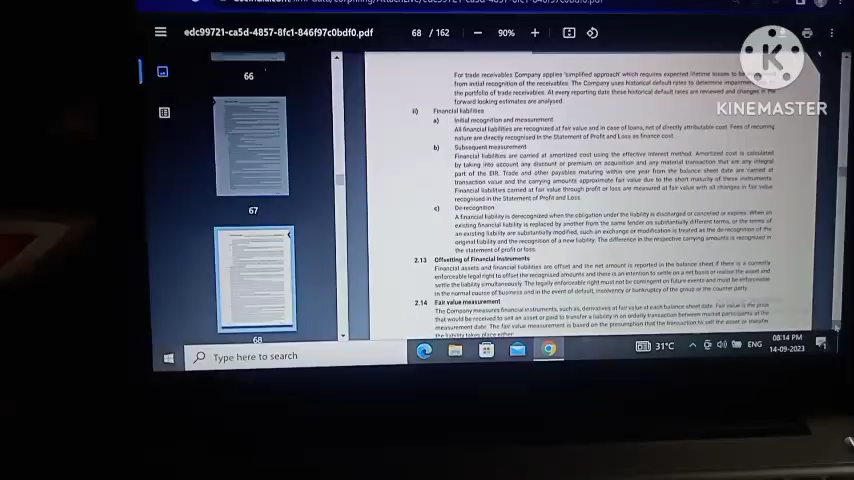 edc99721-ca5d-4857-8fc1-846f97c0bdf0.pdf
68 / 162
90%
KINEMASTER
66
67
68
For trade receivables Company applies 'simplified approach' which requires expected lifetime losses to be
from initial recognition of the receivables. The Company uses historical default rates to determine
the portfolio of trade receivables. At every reporting date these historical default rates are reviewed and changes in the
forward looking estimates are analysed.
ii) Financial liabilities
a) Initial recognition and measurement
All financial liabilities are recognized at fair value and in case of loans, net of directly attributable cost. Fees of recurring
nature are directly recognised in the Statement of Profit and Loss as finance cost.
b) Subsequent measurement
Financial liabilities are carried at amortized cost using the effective interest method. Amortized cost is calculated
by taking into account any discount or premium on acquisition and any material transaction that are any integral
part of the EIR. Trade and other payables maturing within one year from the balance sheet date are carried at
transaction value and the carrying amounts approximate fair value due to the short maturity of these instruments.
Financial liabilities carried at fair value through profit or loss are measured at fair value with all changes in fair value
recognised in the Statement of Profit and Loss.
c) De-recognition
A financial liability is derecognized when the obligation under the liability is discharged or cancelled or expires. When an
existing financial liability is replaced by another from the same lender on substantially different terms, or the terms of
an existing liability are substantially modified, such an exchange or modification is treated as the de-recognition of the
original liability and the recognition of a new liability. The difference in the respective carrying amounts is recognized in
the statement of profit or loss.
2.13 Offsetting of Financial Instruments
Financial assets and financial liabilities are offset and the net amount is reported in the balance sheet if there is a currently
enforceable legal right to offset the recognized amounts and there is an intention to settle on a net basis or realise the asset and
settle the liability simultaneously. The legally enforceable right must not be contingent on future events and must be enforceable
in the normal course of business and in the event of default, insolvency or bankruptcy of the group or the counter party.
2.14 Fair value measurement
The Company measures financial instruments, such as, derivatives at fair value at each balance sheet date. Fair value is the price
that would be received to sell an asset or paid to transfer a liability in an orderly transaction between market participants at the
measurement date. The fair value measurement is based on the presumption that the transaction to sell the asset or transfer
the liability takes place either
Type here to search
31°C
ENG
08:14 PM
14-09-2023